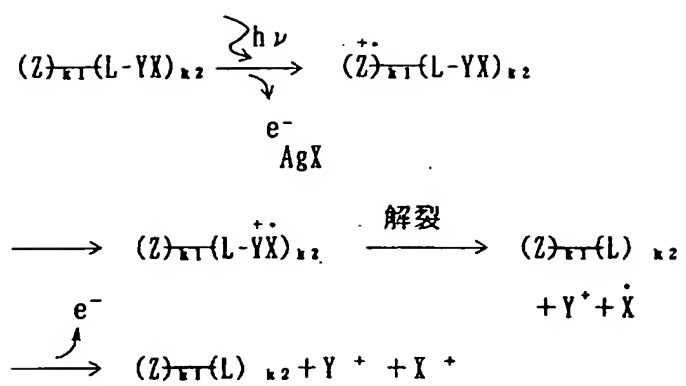 hν
(Z)k1(L-YX)k2 → (Z)+・k1(L-YX)k2
e-
AgX
→ (Z)k1(L-YX+・)k2 解裂 → (Z)k1(L) k2
+ Y+ + Ẋ
e-
→ (Z)k1(L) k2 + Y + + X +